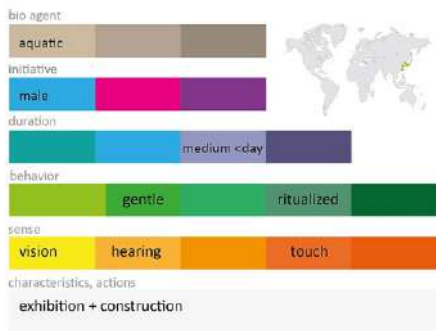 bio agent
aquatic
initiative
male
duration
medium <day
behavior
gentle ritualized
sense
vision hearing touch
characteristics, actions
exhibition + construction